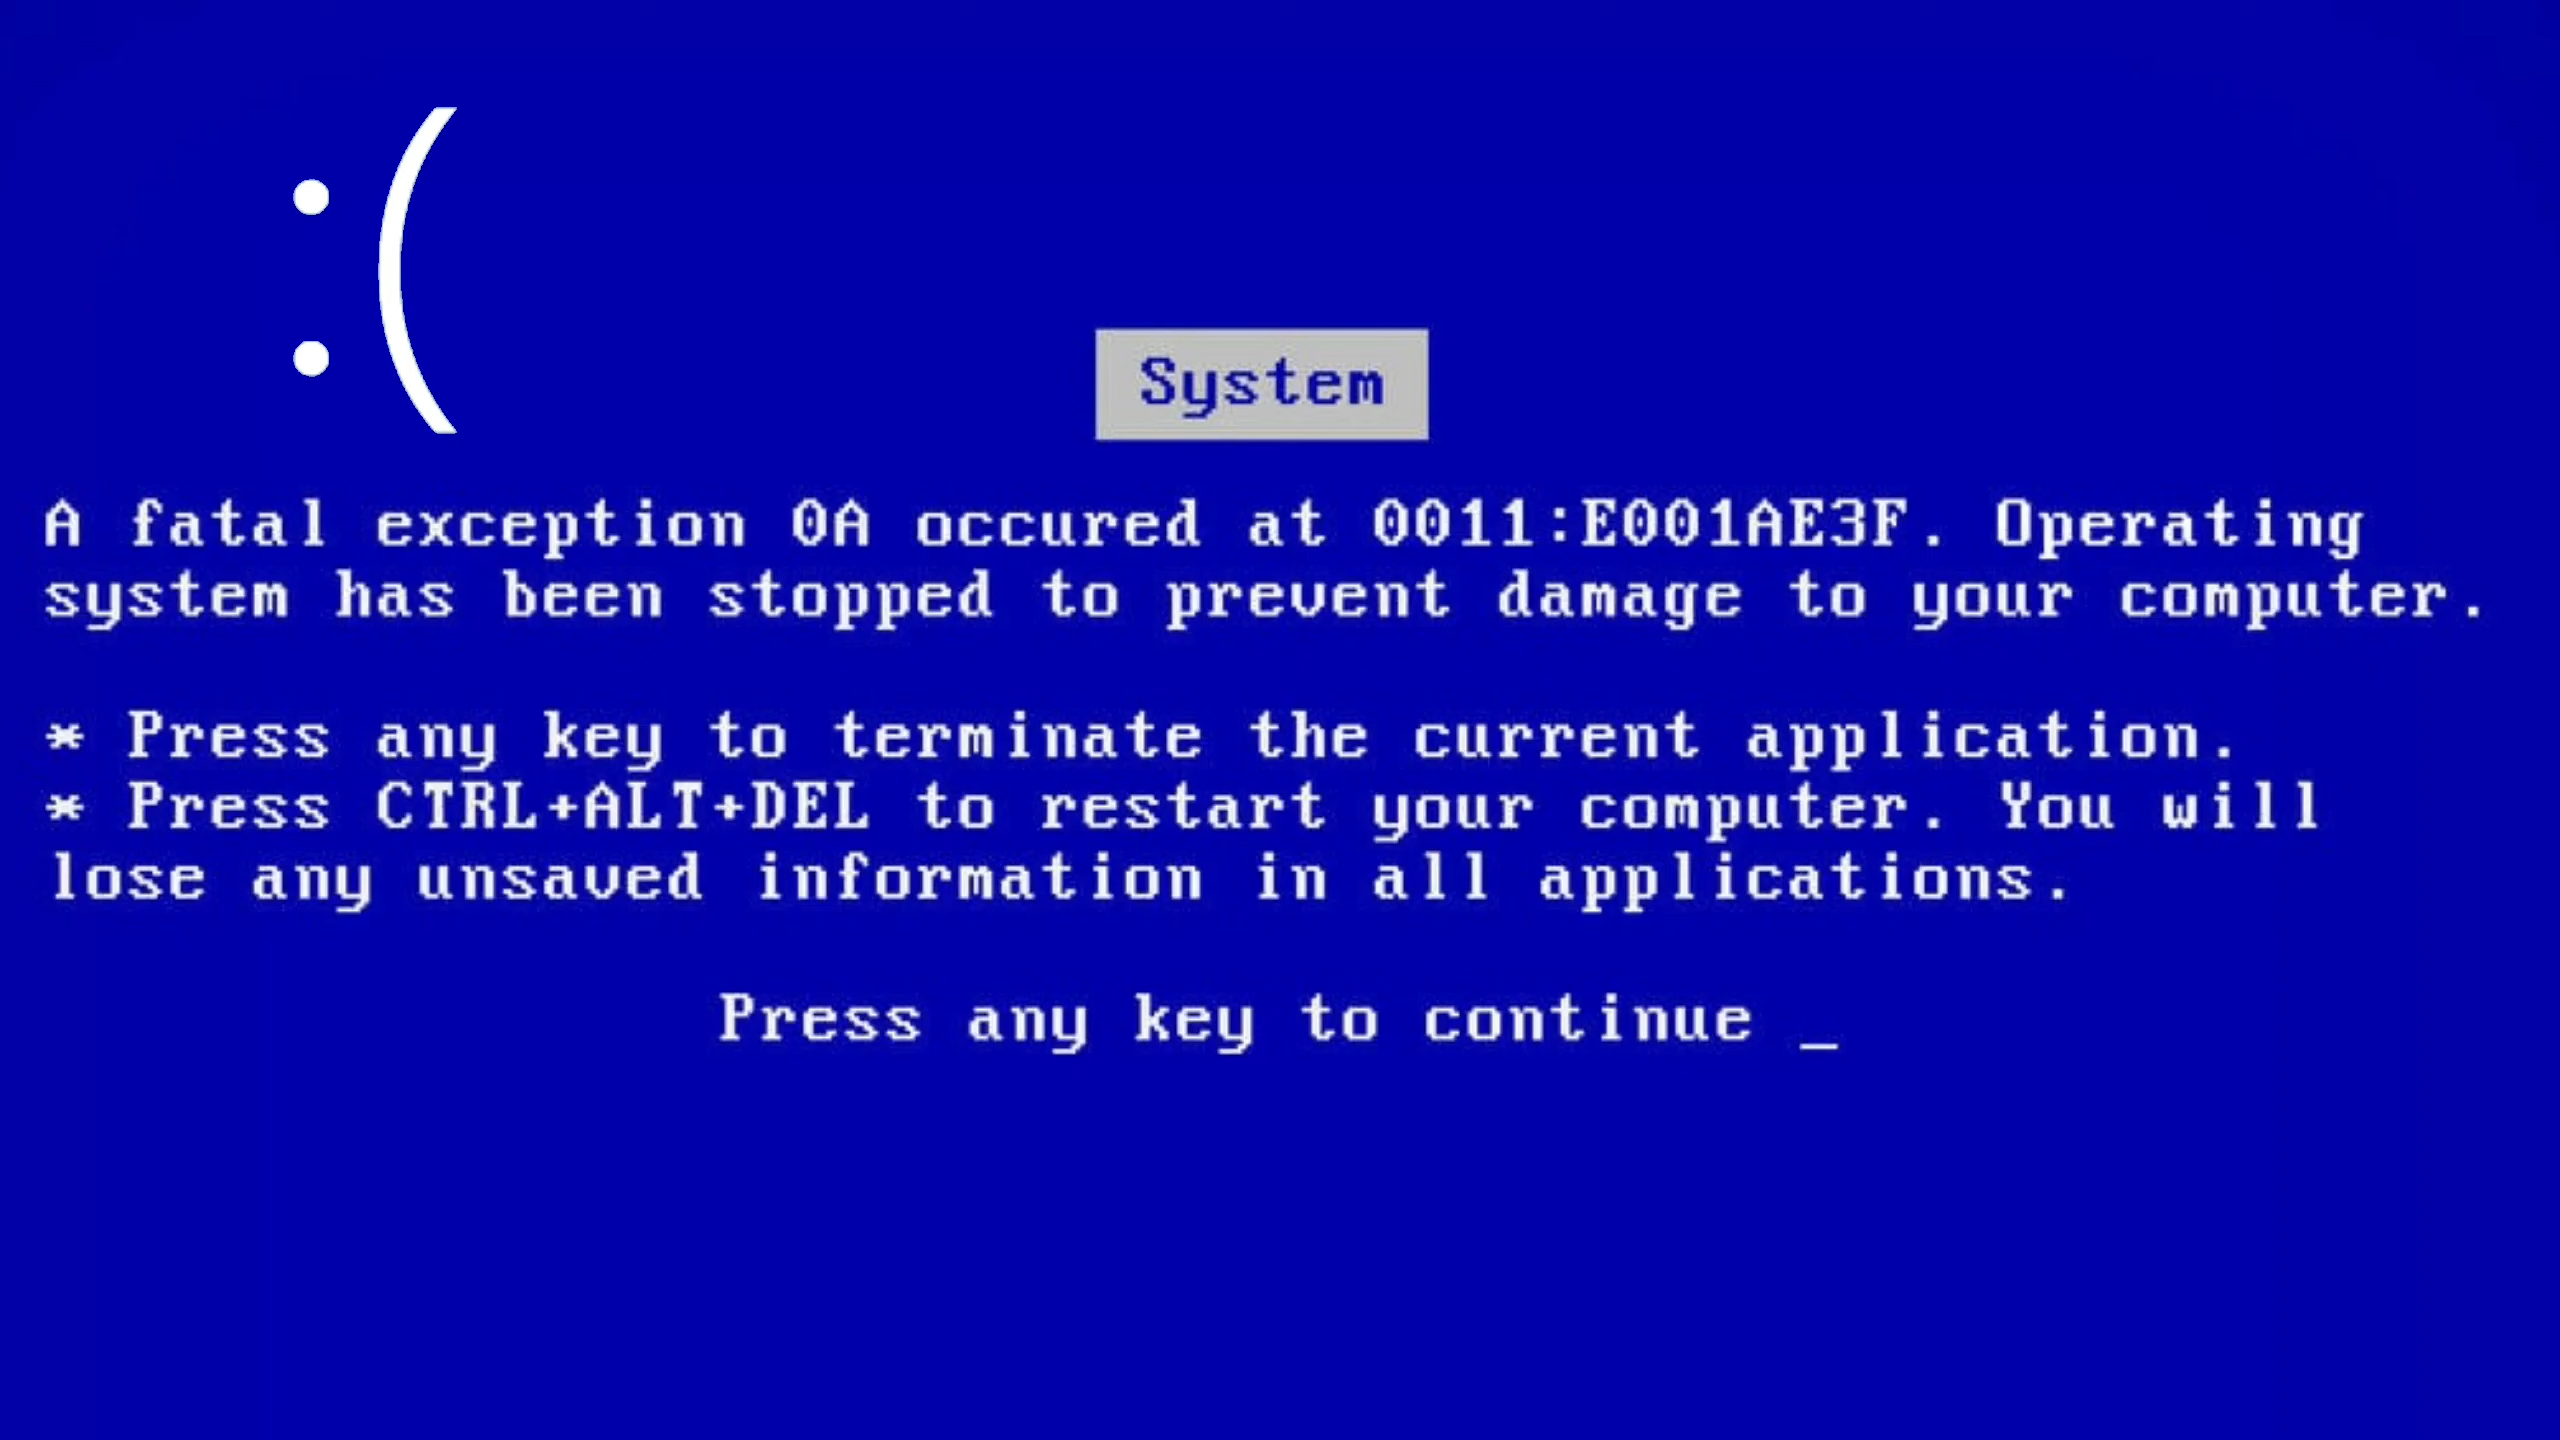 :(
System
A fatal exception 0A occured at 0011:E001AE3F. Operating
system has been stopped to prevent damage to your computer.
* Press any key to terminate the current application.
* Press CTRL+ALT+DEL to restart your computer. You will
lose any unsaved information in all applications.
Press any key to continue _